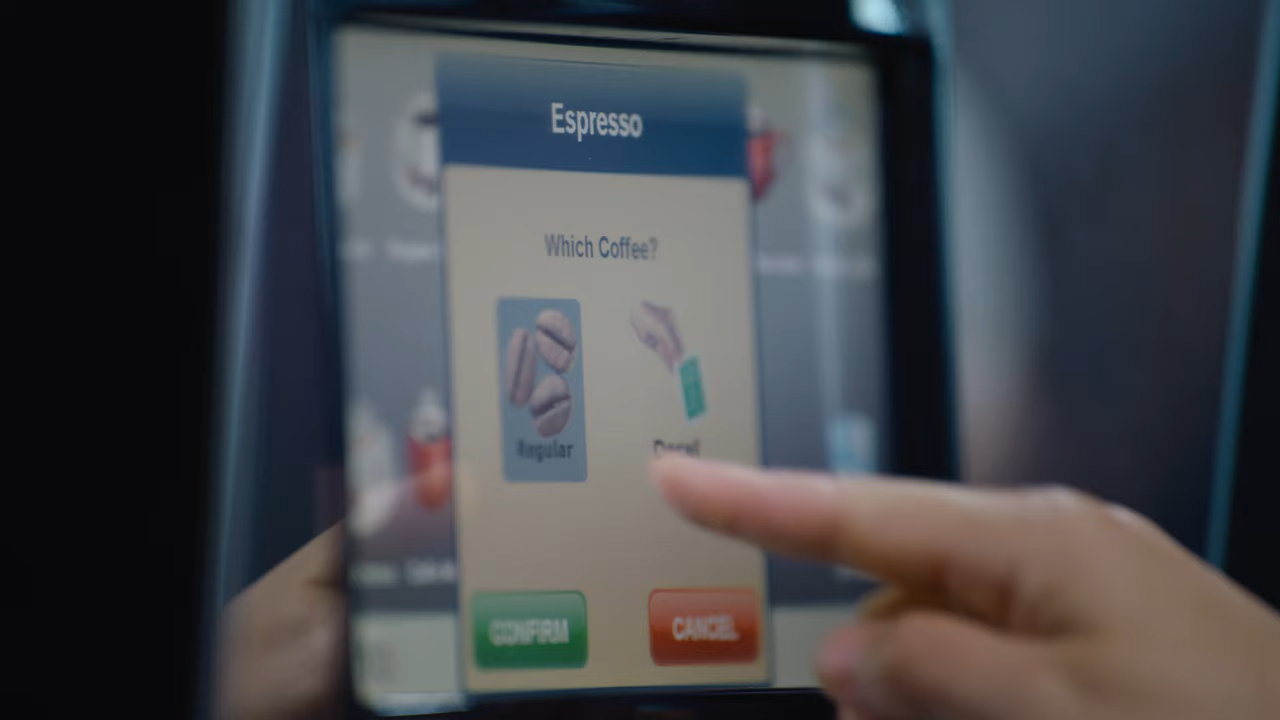 Espresso
Which Coffee?
Regular
Decaf
CONFIRM
CANCEL